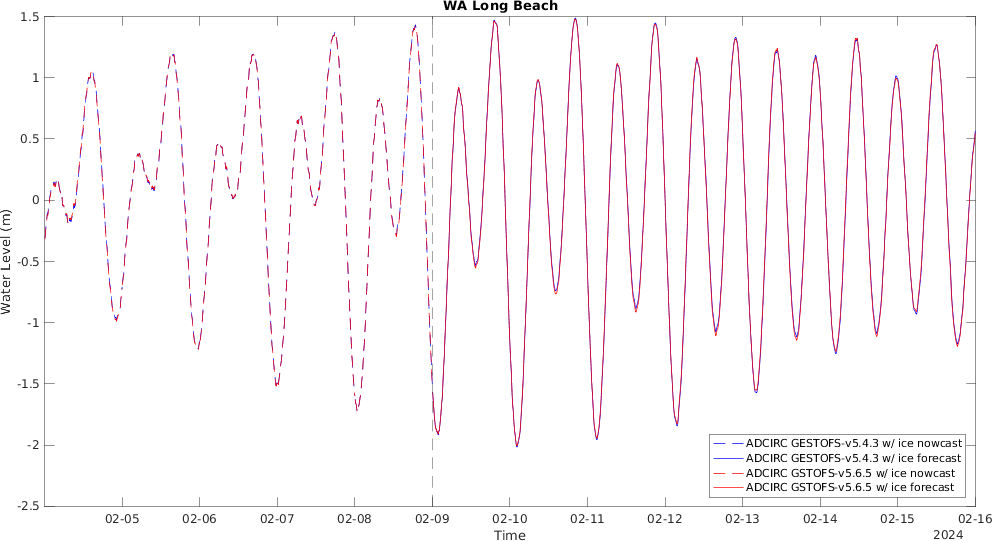 WA Long Beach
1.5
1
0.5
0
-0.5
-1
-1.5
-2
-2.5
Water Level (m)
ADCIRC GESTOFS-v5.4.3 w/ ice nowcast
ADCIRC GESTOFS-v5.4.3 w/ ice forecast
ADCIRC GSTOFS-v5.6.5 w/ ice nowcast
ADCIRC GSTOFS-v5.6.5 w/ ice forecast
02-05 02-06 02-07 02-08 02-09 02-10 02-11 02-12 02-13 02-14 02-15 02-16
Time
2024